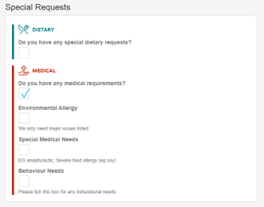 Special Requests
DIETARY
Do you have any special dietary requests?
MEDICAL
Do you have any medical requirements?
Environmental Allergy
We only need major issues listed
Special Medical Needs
EG anaphylactic, Severe food allergy (eg soy)
Behaviour Needs
Please tick this box for any behavioural needs